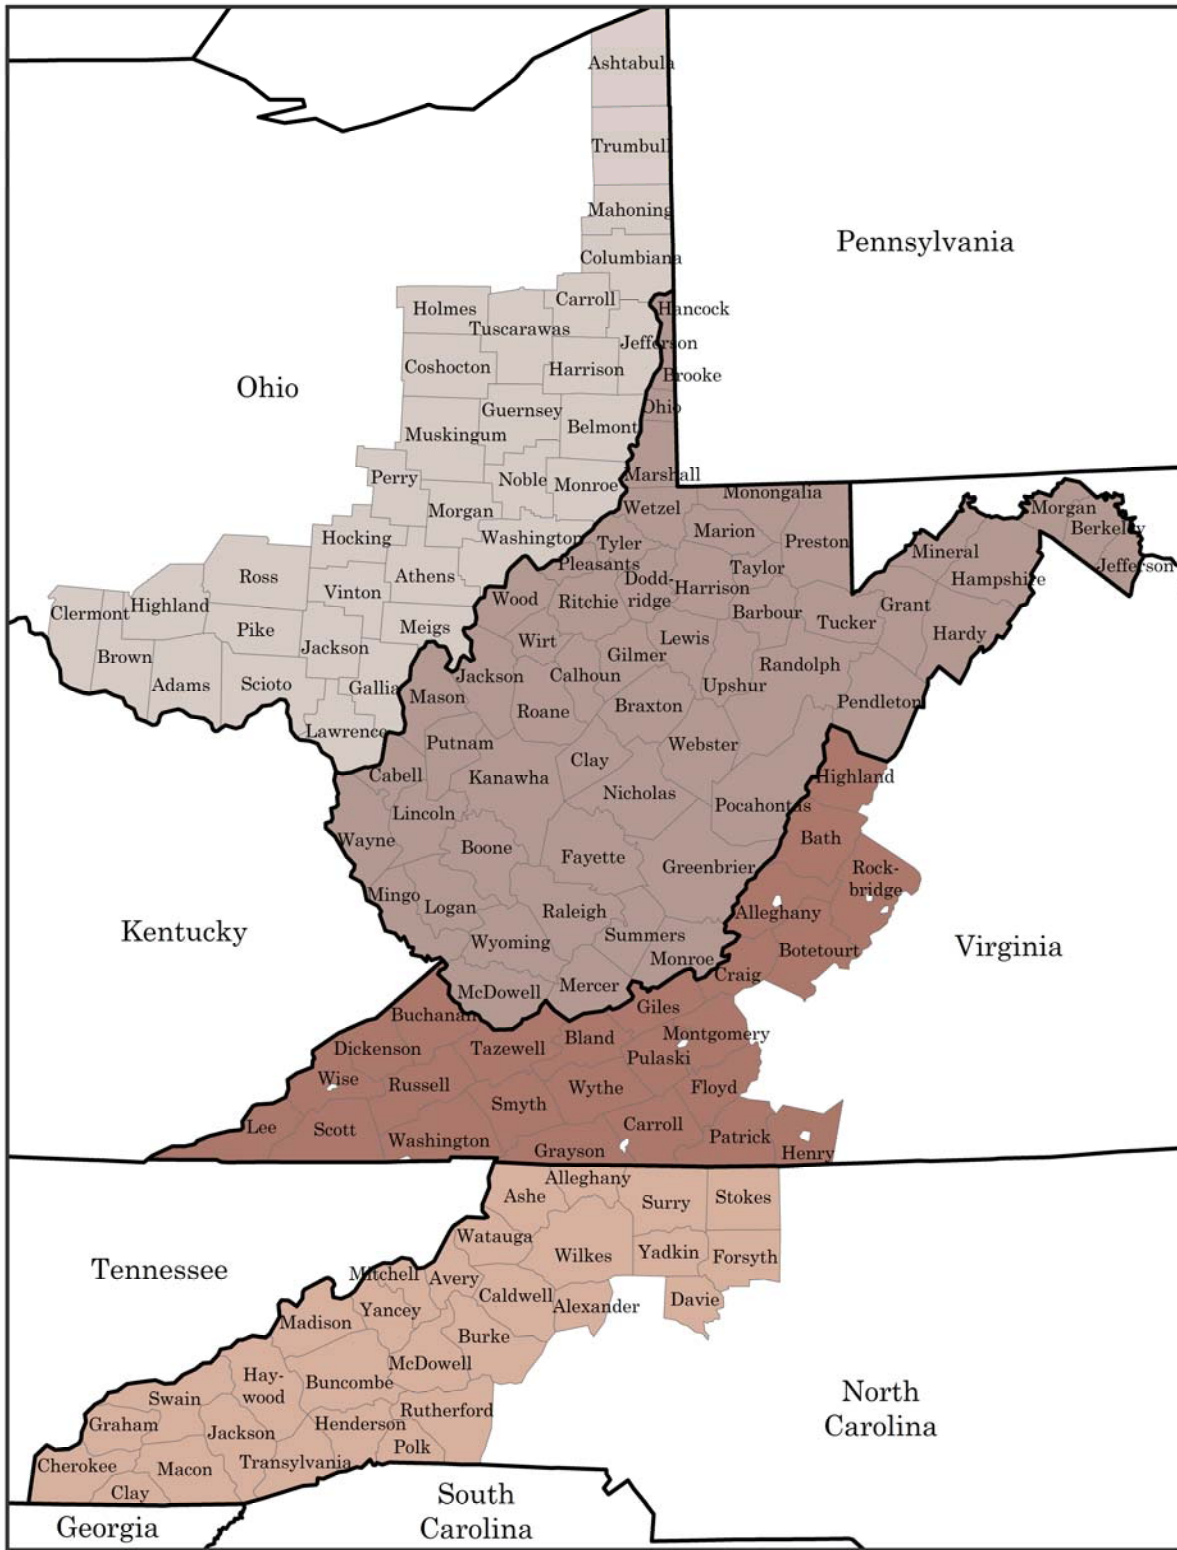 Ashtabula
Trumbull
Mahoning
Pennsylvania
Columbiana
Carroll
Holmes
Hancock
Tuscarawas
Jefferson
Coshocton
Harrison
Brooke
Ohio
Ohio
Guernsey
Belmont
Muskingum
Perry
Noble
Marshall
Monroe
Monongalia
Morgan
Wetzel
Morgan
Berkeley
Hocking
Washington
Marion
Tyler
Preston
Mineral
Pleasants
Taylor
Jefferson
Ross
Athens
Dodd-
ridge
Harrison
Hampshire
Vinton
Wood
Ritchie
Clermont
Highland
Barbour
Grant
Tucker
Pike
Meigs
Wirt
Lewis
Hardy
Jackson
Gilmer
Brown
Randolph
Adams
Scioto
Gallia
Jackson
Calhoun
Upshur
Mason
Pendleton
Roane
Braxton
Lawrence
Putnam
Webster
Cabell
Kanawha
Clay
Highland
Nicholas
Pocahontas
Lincoln
Wayne
Bath
Boone
Fayette
Greenbrier
Rock-
bridge
Mingo
Logan
Raleigh
Alleghany
Kentucky
Wyoming
Summers
Botetourt
Virginia
Monroe
Craig
McDowell
Mercer
Giles
Buchanan
Montgomery
Bland
Dickenson
Tazewell
Pulaski
Wise
Russell
Wythe
Floyd
Smyth
Lee
Scott
Carroll
Washington
Patrick
Grayson
Henry
Alleghany
Ashe
Surry
Stokes
Watauga
Wilkes
Yadkin
Forsyth
Tennessee
Mitchell
Avery
Caldwell
Alexander
Davie
Yancey
Madison
Burke
McDowell
Hay-
wood
Buncombe
Swain
North
Carolina
Rutherford
Graham
Henderson
Jackson
Polk
Cherokee
Macon
Transylvania
Clay
South
Carolina
Georgia